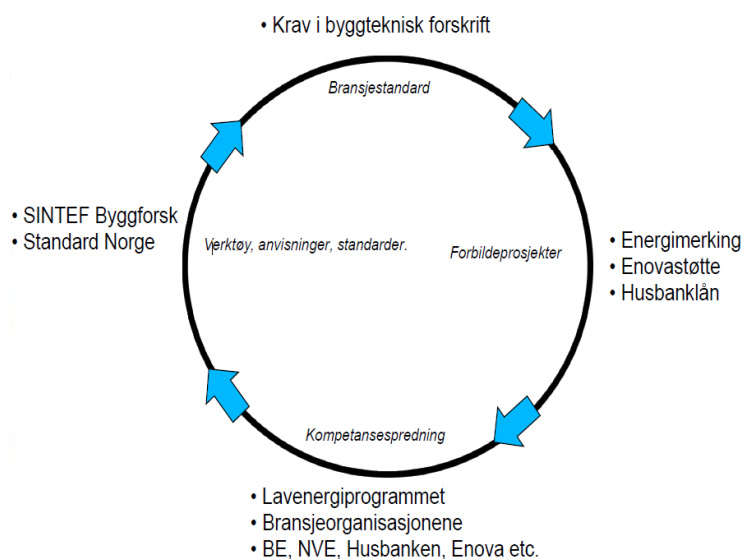 • Krav i byggteknisk forskrift
Bransjestandard
• SINTEF Byggforsk
• Standard Norge
Verktøy, anvisninger, standarder.
Forbildeprosjekter
• Energimerking
• Enovastøtte
• Husbanklån
Kompetansespredning
• Lavenergiprogrammet
• Bransjeorganisasjonene
• BE, NVE, Husbanken, Enova etc.